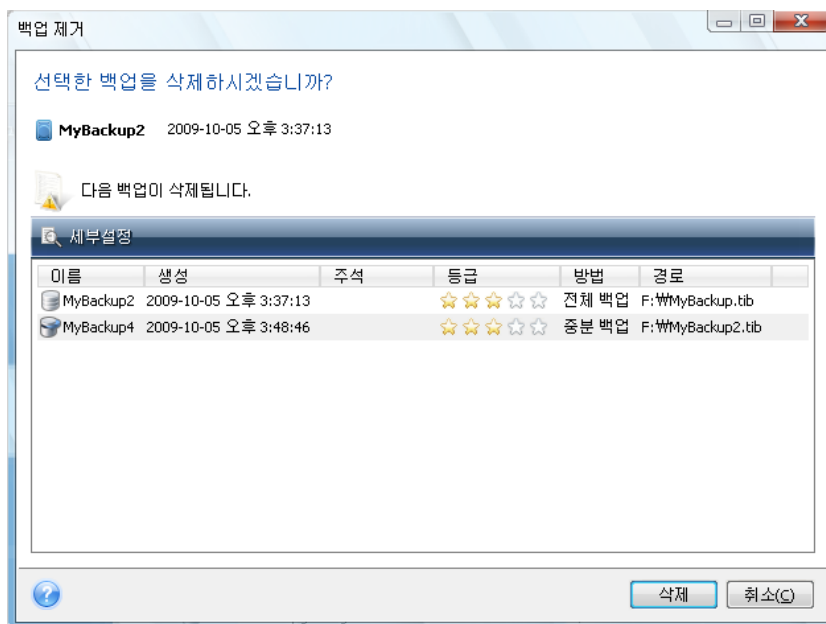 백업 제거
선택한 백업을 삭제하시겠습니까?
MyBackup2 2009-10-05 오후 3:37:13
다음 백업이 삭제됩니다.
세부설정
이름 생성 주석 등급 방법 경로
MyBackup2 2009-10-05 오후 3:37:13 전체 백업 F:₩MyBackup.tib
MyBackup4 2009-10-05 오후 3:48:46 중분 백업 F:₩MyBackup2.tib
삭제 취소(C)